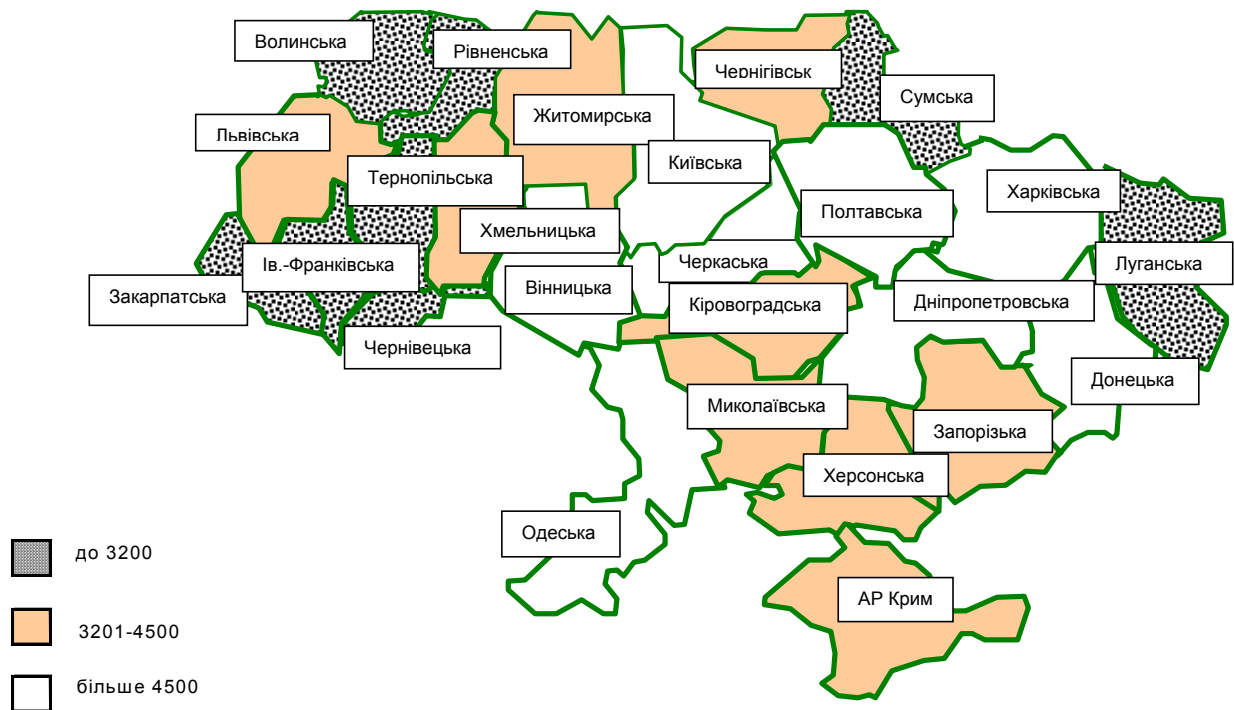 Волинська
Рівненська
Чернігівськ
Сумська
Житомирська
Львівська
Київська
Тернопільська
Харківська
Полтавська
Хмельницька
Ів.-Франківська
Черкаська
Луганська
Закарпатська
Вінницька
Кіровоградська
Дніпропетровська
Чернівецька
Донецька
Миколаївська
Запорізька
Херсонська
Одеська
АР Крим
до 3200
3201-4500
більше 4500